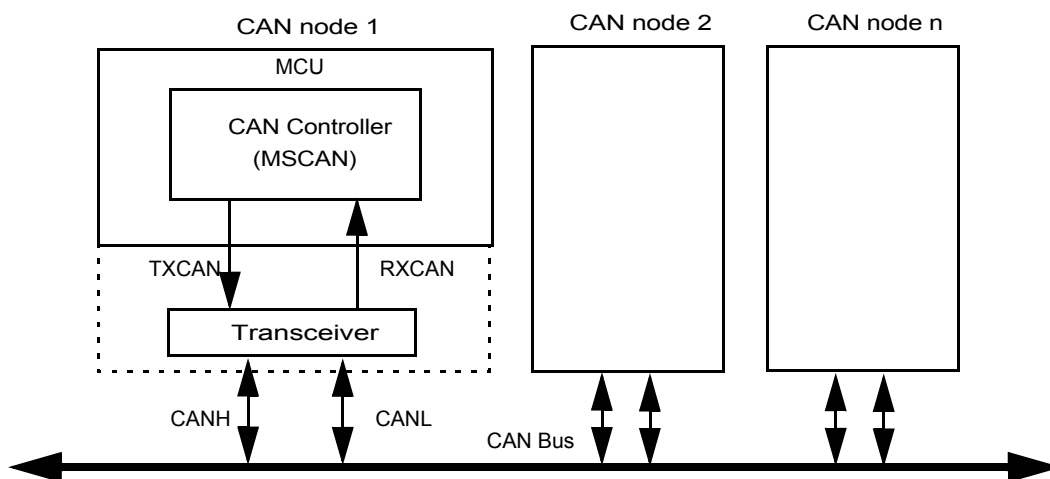 CAN node 1
CAN node 2
CAN node n
MCU
CAN Controller
(MSCAN)
TXCAN
RXCAN
Transceiver
CANH
CANL
CAN Bus